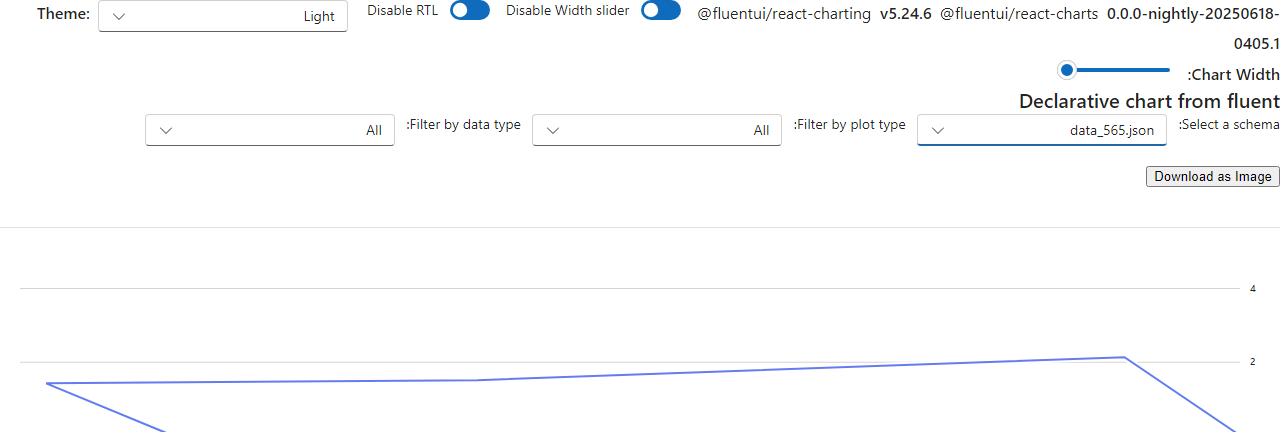 Theme: Light Disable RTL Disable Width slider @fluentui/react-charting v5.24.6 @fluentui/react-charts 0.0.0-nightly-20250618-
0405.1
:Chart Width
Declarative chart from fluent
:Select a schema data_565.json :Filter by plot type All :Filter by data type All
Download as Image
4
2